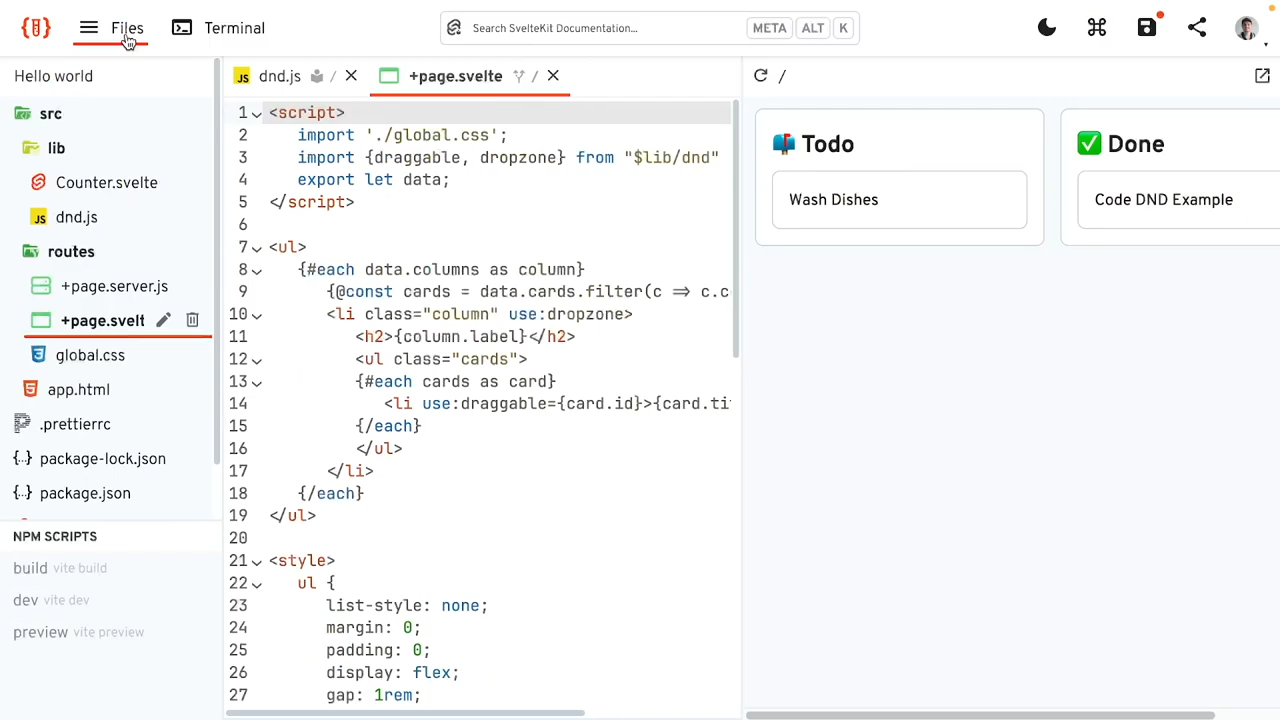 Files
Terminal
Search SvelteKit Documentation...
META
ALT
K
Hello world
src
lib
Counter.svelte
JS dnd.js
routes
+page.server.js
+page.svelt
global.css
app.html
.prettierrc
{..} package-lock.json
{..} package.json
NPM SCRIPTS
build vite build
dev vite dev
preview vite preview
JS dnd.js /
+page.svelte /
1 <script>
2 import './global.css';
3 import {draggable, dropzone} from "$lib/dnd"
4 export let data;
5 </script>
6
7 <ul>
8 {#each data.columns as column}
9 {@const cards = data.cards.filter(c => c.c
10 <li class="column" use:dropzone>
11 <h2>{column.label}</h2>
12 <ul class="cards">
13 {#each cards as card}
14 <li use:draggable={card.id}>{card.ti
15 {/each}
16 </ul>
17 </li>
18 {/each}
19 </ul>
20
21 <style>
22 ul {
23 list-style: none;
24 margin: 0;
25 padding: 0;
26 display: flex;
27 gap: 1rem;
/
Todo
Wash Dishes
Done
Code DND Example